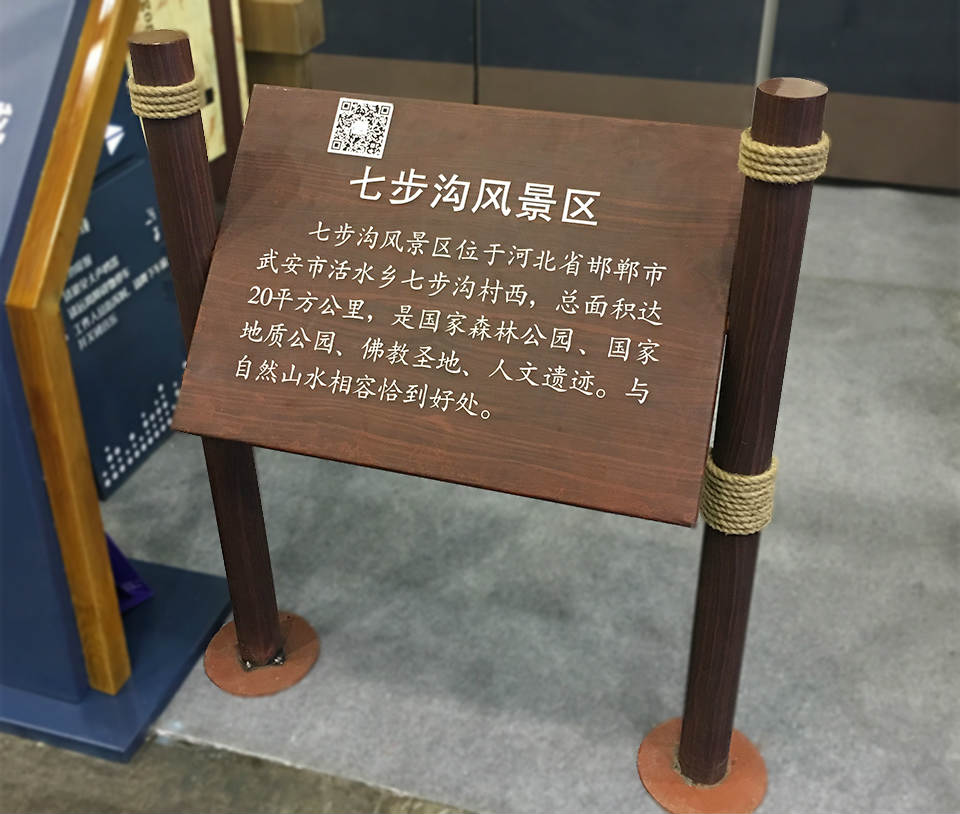 七步沟风景区
七步沟风景区位于河北省邯郸市
武安市活水乡七步沟村西，总面积达
20平方公里，是国家森林公园、国家
地质公园、佛教圣地、人文遗迹。与
自然山水相容恰到好处。